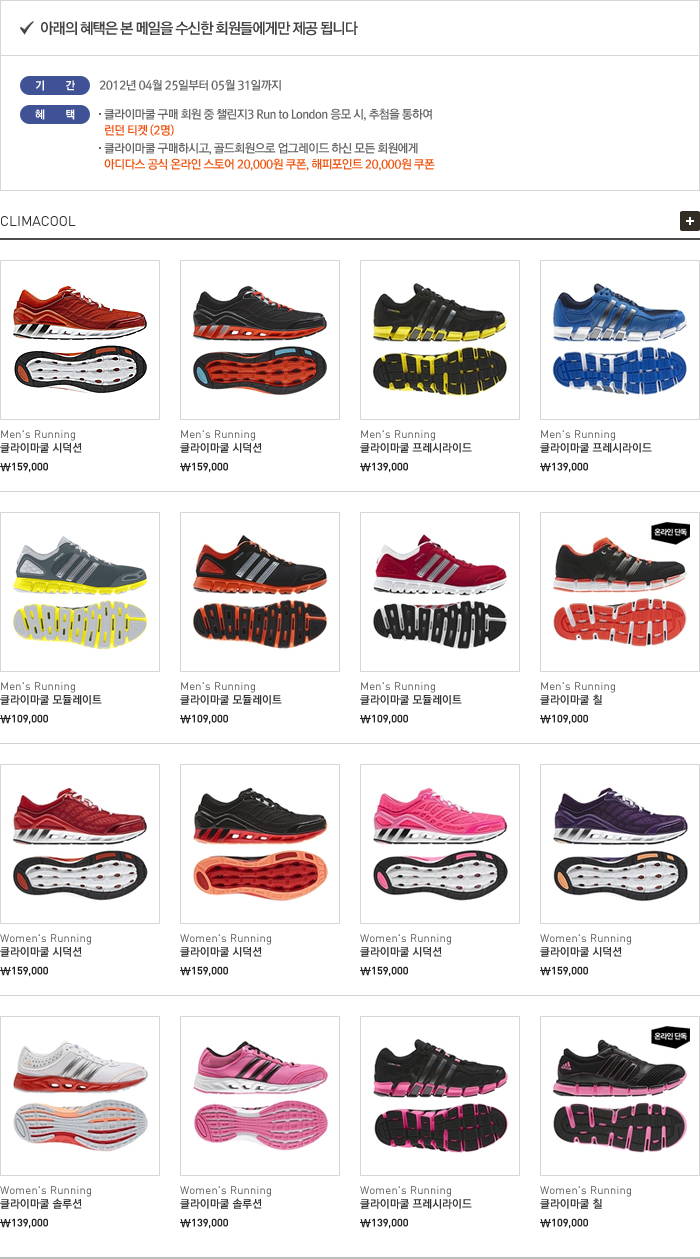 아래의 혜택은 본 메일을 수신한 회원들에게만 제공 됩니다
기 간 2012년 04월 25일부터 05월 31일까지
혜 택 · 클라이마쿨 구매 회원 중 챌린지3 Run to London 응모 시, 추첨을 통하여
런던 티켓 (2명)
· 클라이마쿨 구매하시고, 골드회원으로 업그레이드 하신 모든 회원에게
아디다스 공식 온라인 스토어 20,000원 쿠폰, 해피포인트 20,000원 쿠폰
CLIMACOOL
Men's Running
클라이마쿨 시덕션
₩159,000
Men's Running
클라이마쿨 시덕션
₩159,000
Men's Running
클라이마쿨 프레시라이드
₩139,000
Men's Running
클라이마쿨 프레시라이드
₩139,000
Men's Running
클라이마쿨 모듈레이트
₩109,000
Men's Running
클라이마쿨 모듈레이트
₩109,000
Men's Running
클라이마쿨 모듈레이트
₩109,000
온라인 단독
Men's Running
클라이마쿨 칠
₩109,000
Women's Running
클라이마쿨 시덕션
₩159,000
Women's Running
클라이마쿨 시덕션
₩159,000
Women's Running
클라이마쿨 시덕션
₩159,000
Women's Running
클라이마쿨 시덕션
₩159,000
Women's Running
클라이마쿨 솔루션
₩139,000
Women's Running
클라이마쿨 솔루션
₩139,000
Women's Running
클라이마쿨 프레시라이드
₩139,000
온라인 단독
Women's Running
클라이마쿨 칠
₩109,000